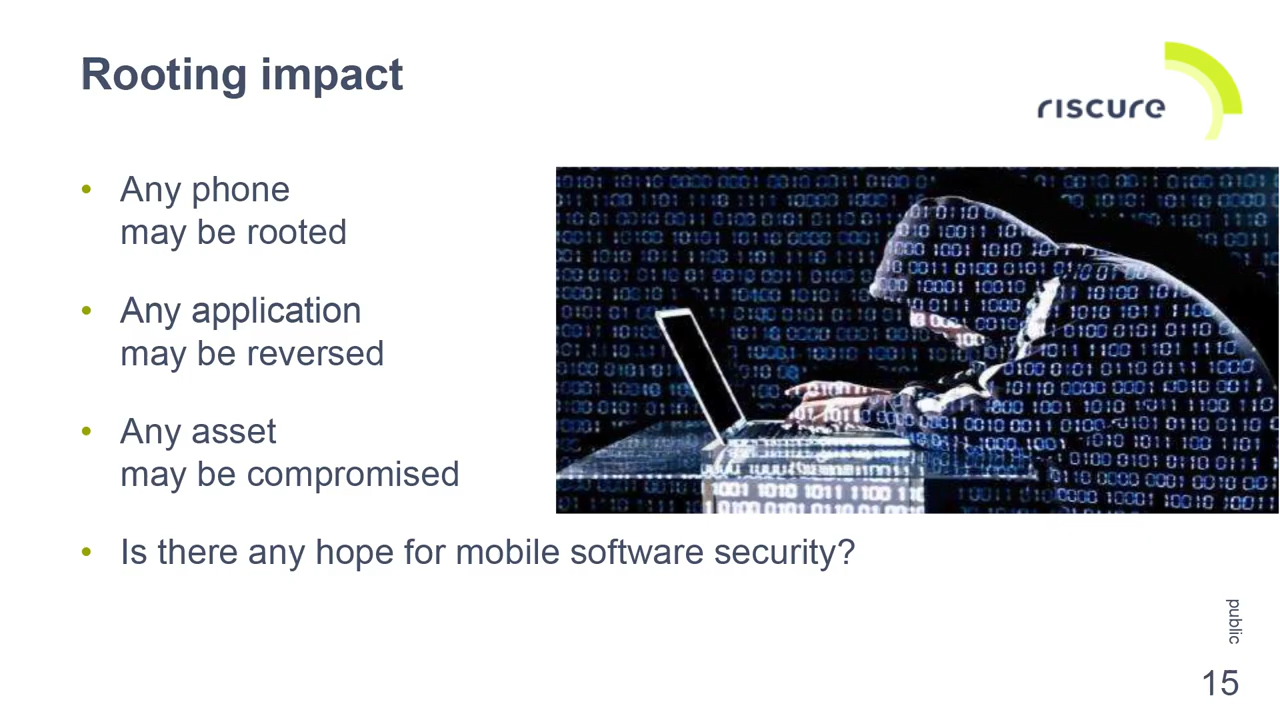 Rooting impact
riscure
• Any phone
may be rooted
• Any application
may be reversed
• Any asset
may be compromised
• Is there any hope for mobile software security?
public
15